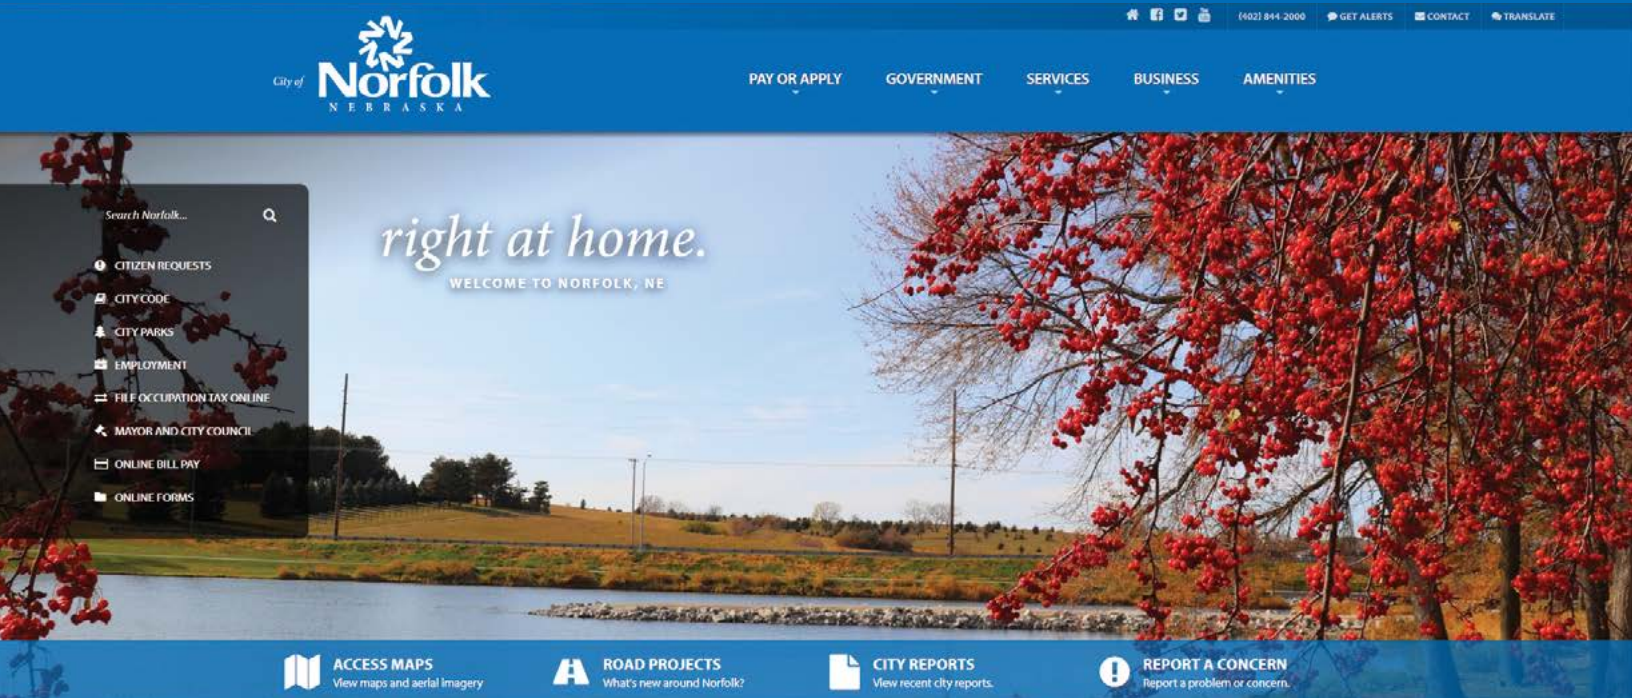 (402) 844-2000 GET ALERTS CONTACT TRANSLATE
City of Norfolk
NEBRASKA
PAY OR APPLY GOVERNMENT SERVICES BUSINESS AMENITIES
Search Norfolk...
CITIZEN REQUESTS
CITY CODE
CITY PARKS
EMPLOYMENT
FILE OCCUPATION TAX ONLINE
MAYOR AND CITY COUNCIL
ONLINE BILL PAY
ONLINE FORMS
right at home.
WELCOME TO NORFOLK, NE
ACCESS MAPS
View maps and aerial imagery
ROAD PROJECTS
What's new around Norfolk?
CITY REPORTS
View recent city reports.
REPORT A CONCERN
Report a problem or concern.